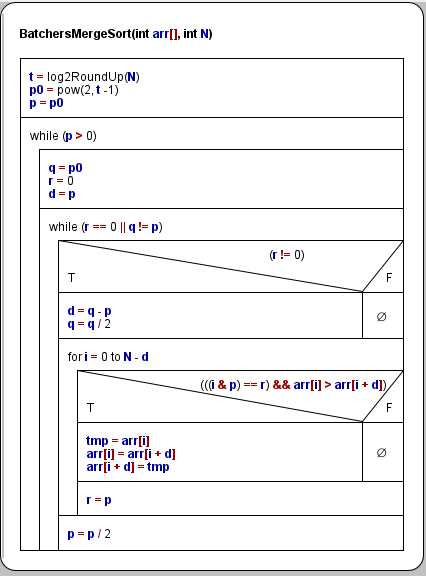 BatchersMergeSort(int arr[], int N)
t = log2RoundUp(N)
p0 = pow(2, t -1)
p = p0
while (p > 0)
q = p0
r = 0
d = p
while (r == 0 || q != p)
(r != 0)
T
F
d = q - p
q = q / 2
∅
for i = 0 to N - d
(((i & p) == r) && arr[i] > arr[i + d])
T
F
tmp = arr[i]
arr[i] = arr[i + d]
arr[i + d] = tmp
∅
r = p
p = p / 2